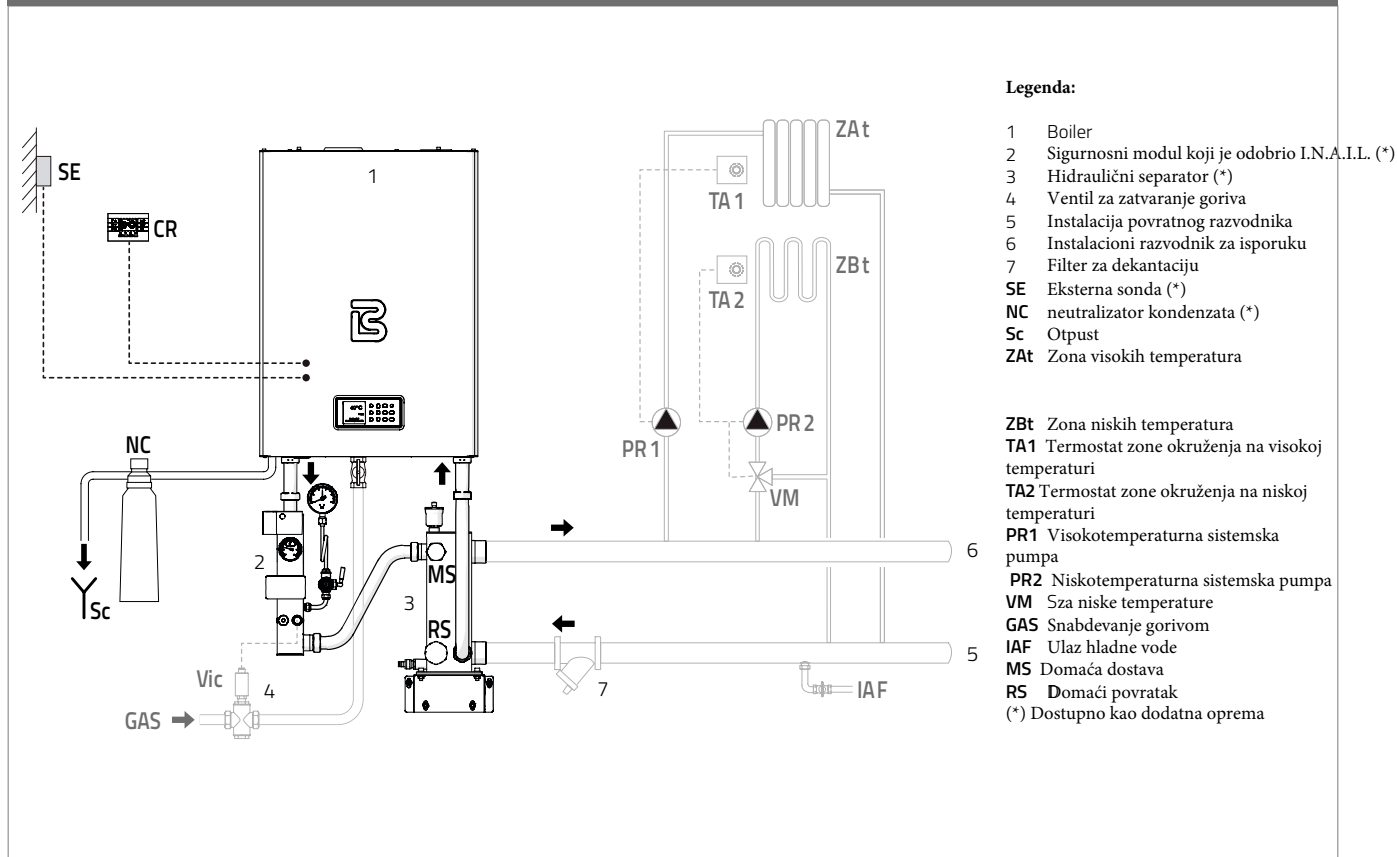 SE
CR
1
NC
Sc
2
Vic
4
GAS
MS
3
RS
7
ZAt
TA 1
ZBt
TA 2
PR 1
PR 2
VM
6
5
IAF
Legenda:
1 Boiler
2 Sigurnosni modul koji je odobrio I.N.A.I.L. (*)
3 Hidraulični separator (*)
4 Ventil za zatvaranje goriva
5 Instalacija povratnog razvodnika
6 Instalacioni razvodnik za isporuku
7 Filter za dekantaciju
SE Eksterna sonda (*)
NC neutralizator kondenzata (*)
Sc Otpust
ZAt Zona visokih temperatura
ZBt Zona niskih temperatura
TA1 Termostat zone okruženja na visokoj
temperaturi
TA2 Termostat zone okruženja na niskoj
temperaturi
PR1 Visokotemperaturna sistemska
pumpa
PR2 Niskotemperaturna sistemska pumpa
VM Sza niske temperature
GAS Snabdevanje gorivom
IAF Ulaz hladne vode
MS Domaća dostava
RS Domaći povratak
(*) Dostupno kao dodatna oprema